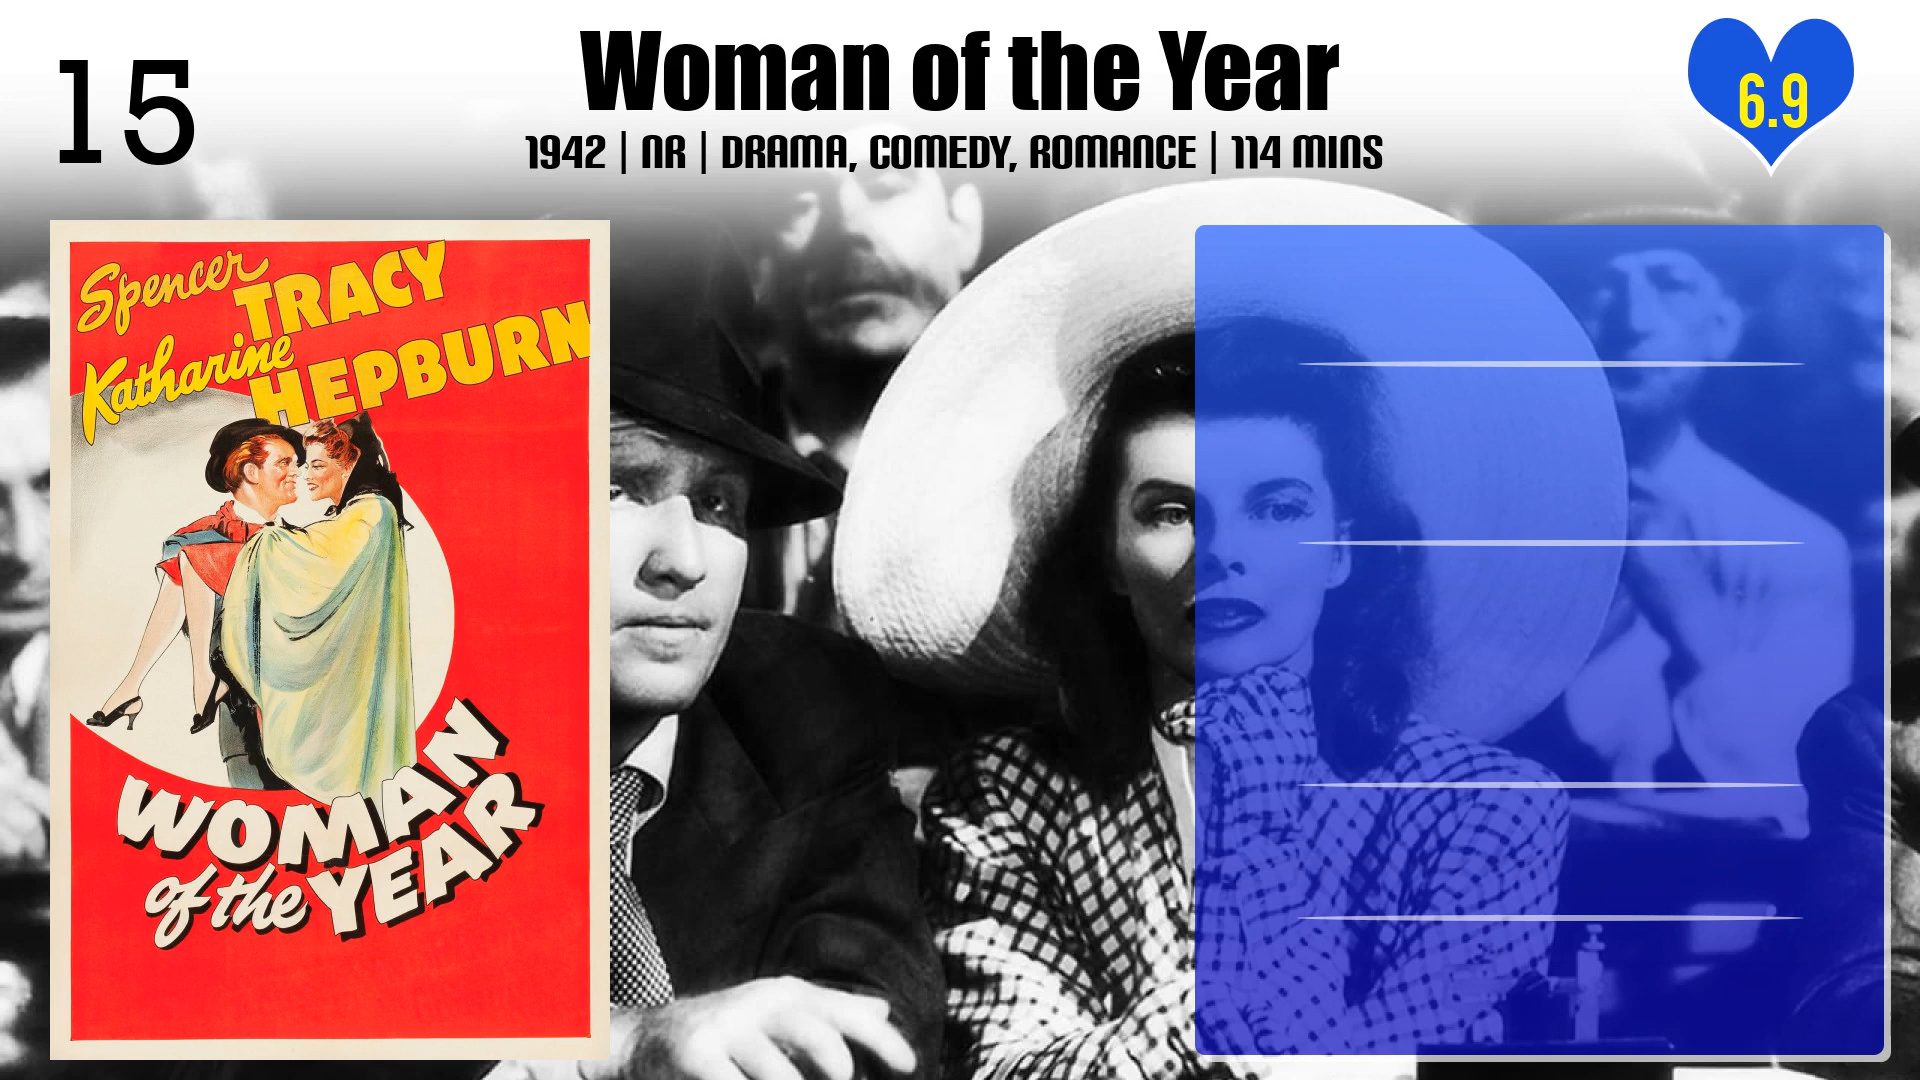 15
Woman of the Year
1942 | NR | DRAMA, COMEDY, ROMANCE | 114 MINS
6.9
Spencer
TRACY
Katharine
HEPBURN
WOMAN
of the YEAR